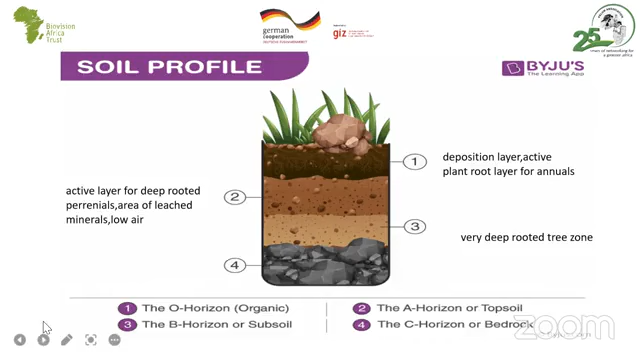 Biovision
Africa
Trust
german
cooperation
giz
25
SOIL PROFILE
BYJU'S
The Learning App
1
deposition layer,active
plant root layer for annuals
active layer for deep rooted
perrenials,area of leached
minerals,low air
2
3
very deep rooted tree zone
4
1 The O-Horizon (Organic)
2 The A-Horizon or Topsoil
3 The B-Horizon or Subsoil
4 The C-Horizon or Bedrock
zoom